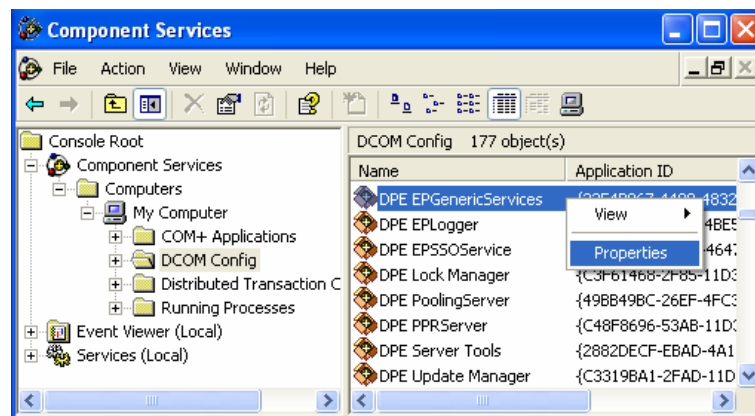 Component Services
File Action View Window Help
Console Root
Component Services
Computers
My Computer
COM+ Applications
DCOM Config
Distributed Transaction C
Running Processes
Event Viewer (Local)
Services (Local)
DCOM Config 177 object(s)
Name Application ID
DPE EPGenericServices
DPE EPLogger 4BE5
DPE EPSSOService 464
DPE Lock Manager {C3F61468-2F85-11D3
DPE PoolingServer {49BB49BC-26EF-4FC3
DPE PPRServer {C48F8696-53AB-11D3
DPE Server Tools {2882DECF-EBAD-4A1
DPE Update Manager {C3319BA1-2FAD-11D
View
Properties